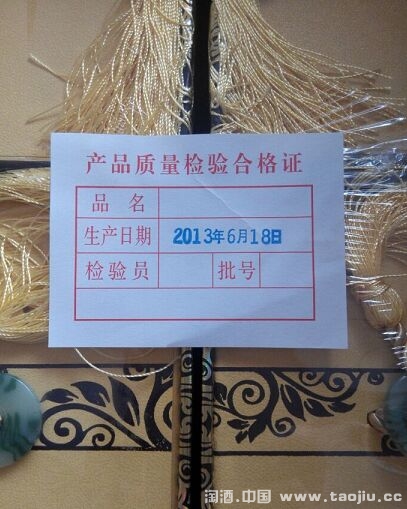 产品质量检验合格证
品名
生产日期 2013年6月18日
检验员 批号
淘酒.中国 www.taojiu.cc